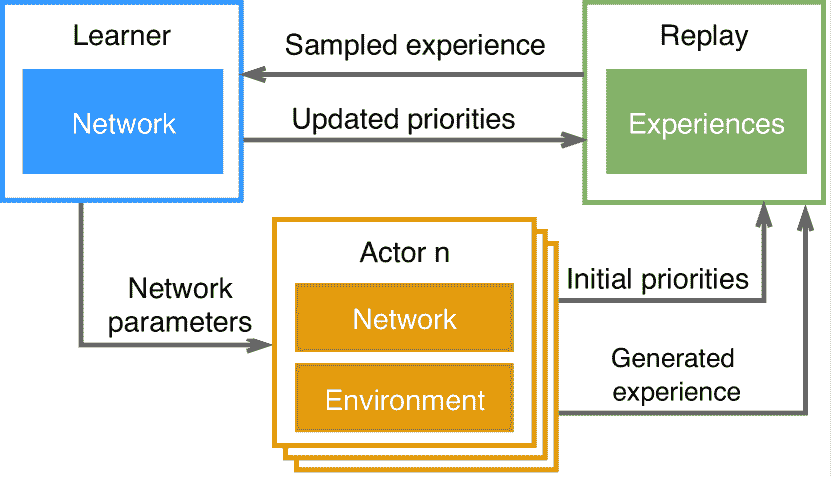 Learner
Network
Sampled experience
Updated priorities
Replay
Experiences
Network
parameters
Actor n
Network
Environment
Initial priorities
Generated
experience